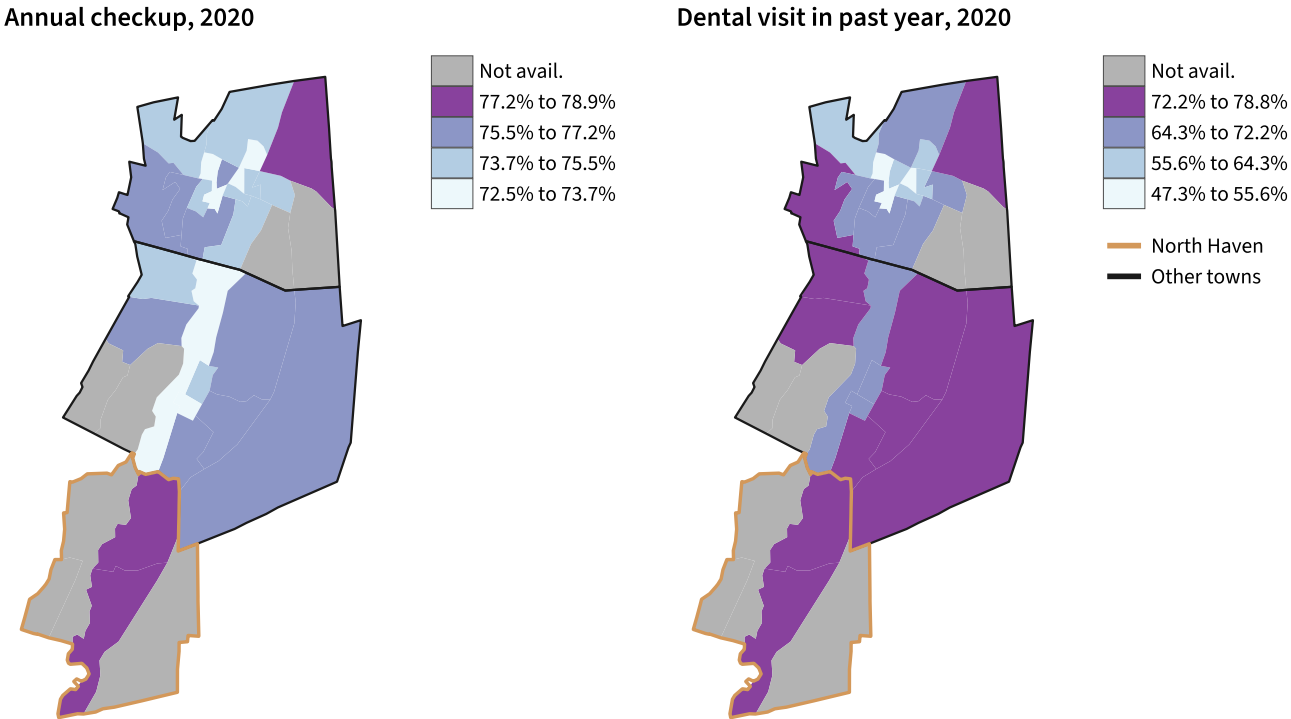 Annual checkup, 2020
Not avail.
77.2% to 78.9%
75.5% to 77.2%
73.7% to 75.5%
72.5% to 73.7%
Dental visit in past year, 2020
Not avail.
72.2% to 78.8%
64.3% to 72.2%
55.6% to 64.3%
47.3% to 55.6%
North Haven
Other towns